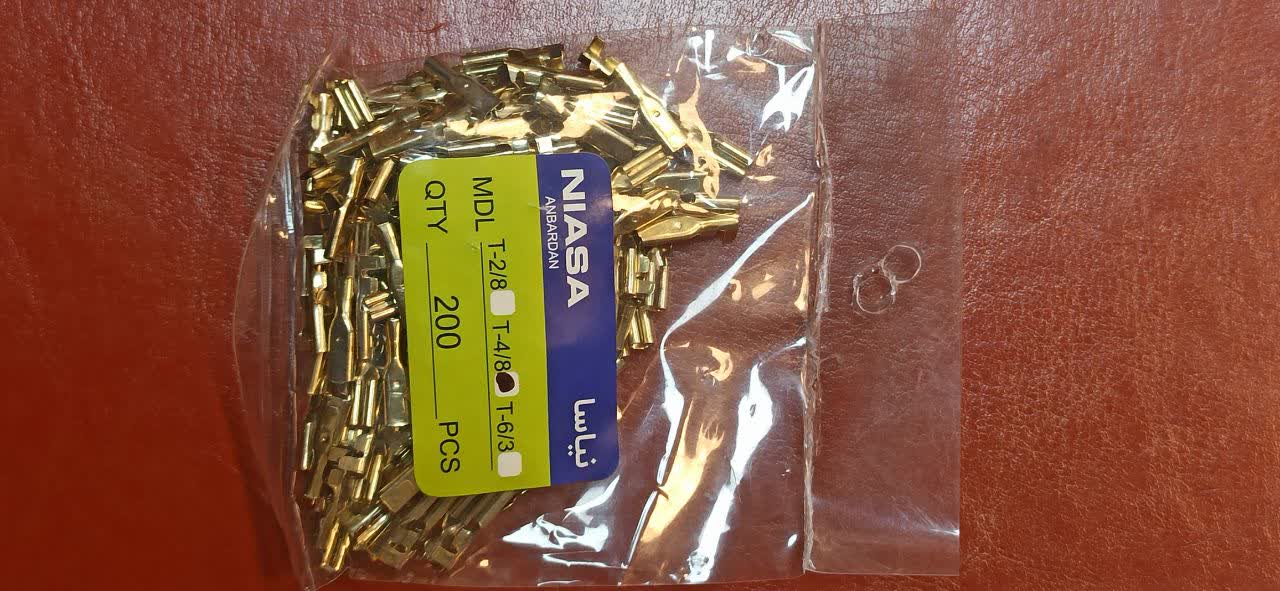 NIASA نیاسا
ANBARDAN
MDL T-2/8 T-4/8 T-6/3
QTY 200 PCS